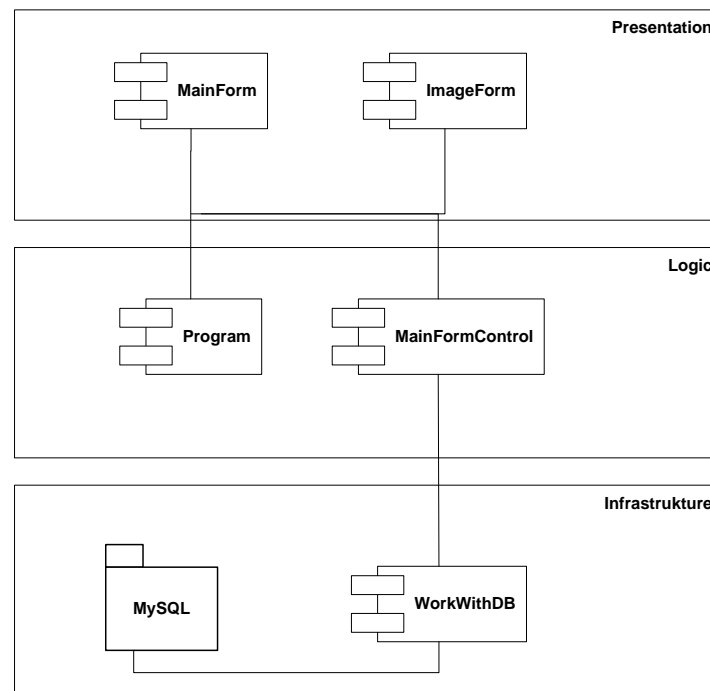 Presentation
MainForm
ImageForm
Logic
Program
MainFormControl
Infrastrukture
MySQL
WorkWithDB